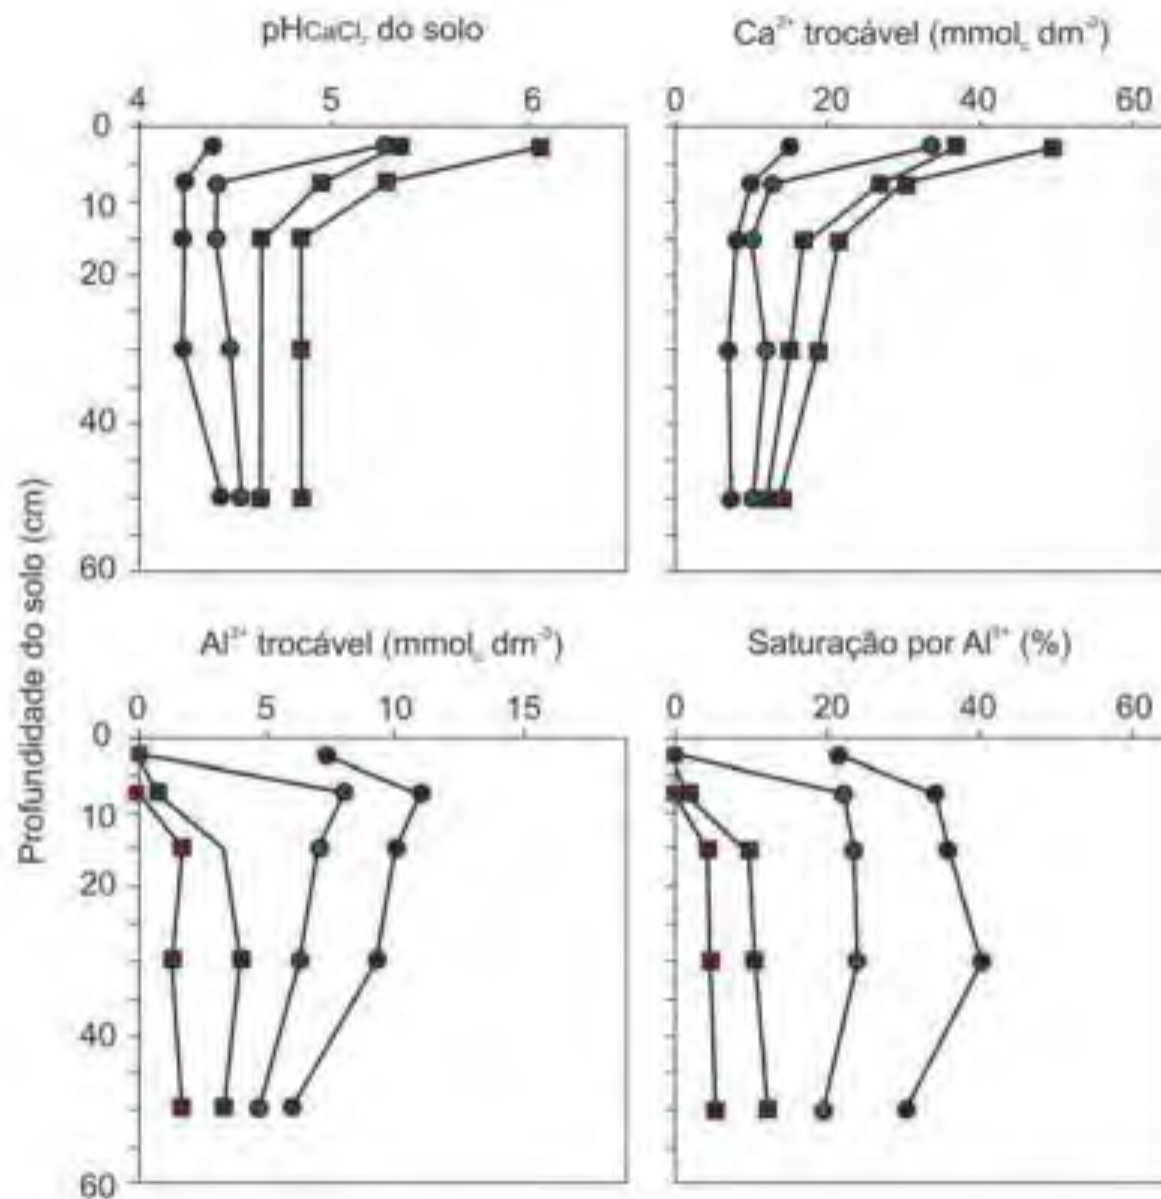 pHCaCl₂ do solo
Ca²⁺ trocável (mmol꜀ dm⁻³)
4 5 6
0 20 40 60
0
10
20
40
60
Profundidade do solo (cm)
Al³⁺ trocável (mmol꜀ dm⁻³)
Saturação por Al³⁺ (%)
0 5 10 15
0 20 40 60
0
10
20
40
60